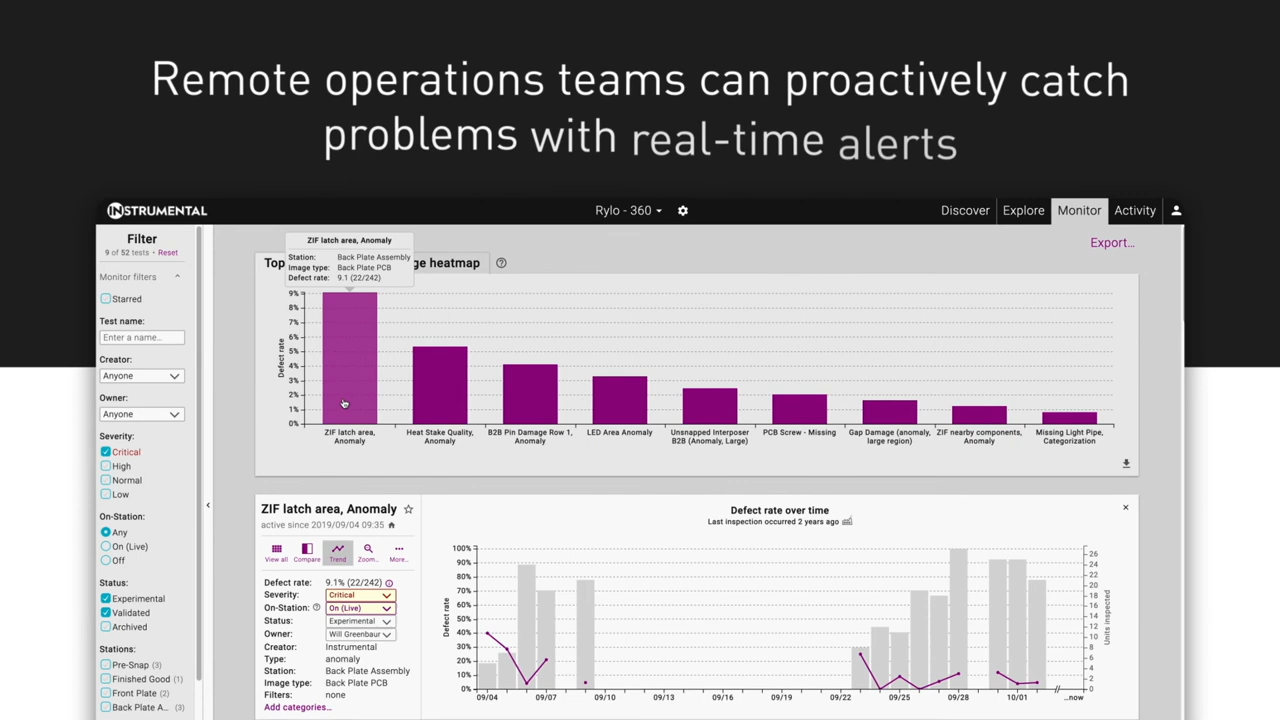 Remote operations teams can proactively catch
problems with real-time alerts
INSTRUMENTAL
Rylo - 360
Discover
Explore
Monitor
Activity
Filter
9 of 52 tests • Reset
Monitor filters
Starred
Test name:
Enter a name...
Creator:
Anyone
Owner:
Anyone
Severity:
Critical
High
Normal
Low
On-Station:
Any
On (Live)
Off
Status:
Experimental
Validated
Archived
Stations:
Pre-Snap (3)
Finished Good (1)
Front Plate (2)
Back Plate A... (3)
Export...
ZIF latch area, Anomaly
Station: Back Plate Assembly
Image type: Back Plate PCB
Defect rate: 9.1 (22/242)
Top
ge heatmap
Defect rate
9%
8%
7%
6%
5%
4%
3%
2%
1%
0%
ZIF latch area, Anomaly
Heat Stake Quality, Anomaly
B2B Pin Damage Row 1, Anomaly
LED Area Anomaly
Unsnapped Interposer B2B (Anomaly, Large)
PCB Screw - Missing
Gap Damage (anomaly, large region)
ZIF nearby components, Anomaly
Missing Light Pipe, Categorization
ZIF latch area, Anomaly
active since 2019/09/04 09:35
View all
Compare
Trend
Zoom...
More...
Defect rate: 9.1% (22/242)
Severity: Critical
On-Station: On (Live)
Status: Experimental
Owner: Will Greenbaur
Creator: Instrumental
Type: anomaly
Station: Back Plate Assembly
Image type: Back Plate PCB
Filters: none
Add categories...
Defect rate over time
Last inspection occurred 2 years ago
Defect rate
100%
90%
80%
70%
60%
50%
40%
30%
20%
10%
0%
09/04
09/07
09/10
09/13
09/16
09/19
09/22
09/25
09/28
10/01
...now
26
24
22
20
18
16
14
12
10
8
6
4
2
0
Units inspected